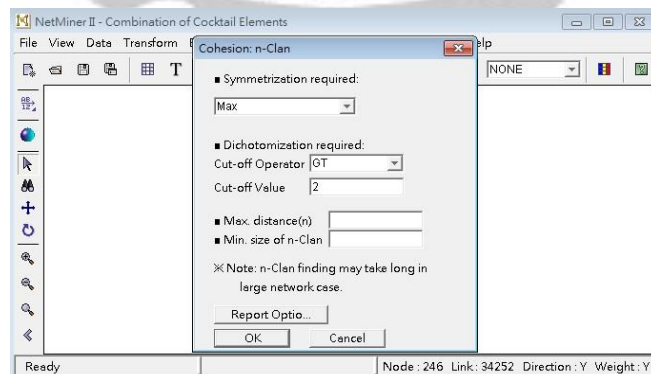 NetMiner II - Combination of Cocktail Elements
File View Data Transform
elp
Cohesion: n-Clan
NONE
■ Symmetrization required:
Max
■ Dichotomization required:
Cut-off Operator GT
Cut-off Value 2
■ Max. distance(n)
■ Min. size of n-Clan
※Note: n-Clan finding may take long in
large network case.
Report Optio...
OK Cancel
Ready Node : 246 Link : 34252 Direction : Y Weight : Y